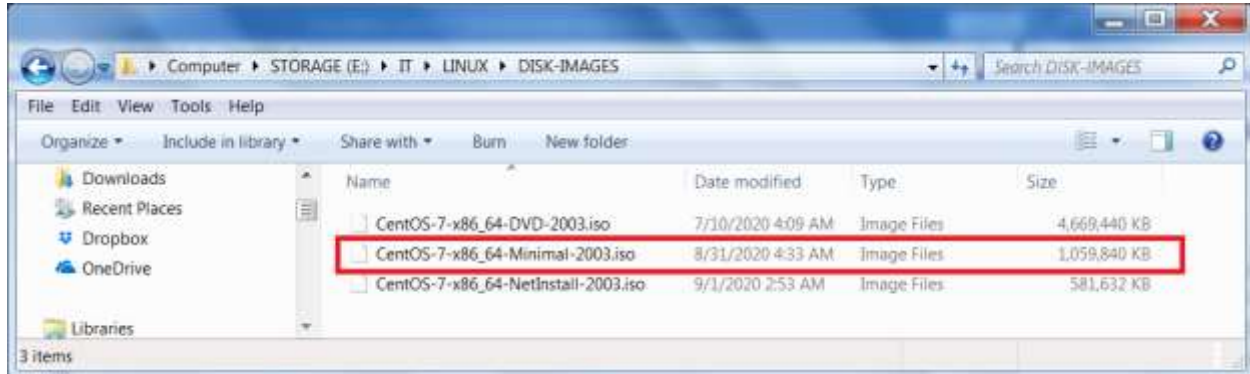 Computer STORAGE (E:) IT LINUX DISK-IMAGES Search DISK-IMAGES
File Edit View Tools Help
Organize Include in library Share with Burn New folder
Downloads
Recent Places
Dropbox
OneDrive
Libraries
Name Date modified Type Size
CentOS-7-x86_64-DVD-2003.iso 7/10/2020 4:09 AM Image Files 4,669,440 KB
CentOS-7-x86_64-Minimal-2003.iso 8/31/2020 4:33 AM Image Files 1,059,840 KB
CentOS-7-x86_64-NetInstall-2003.iso 9/1/2020 2:53 AM Image Files 581,632 KB
3 items